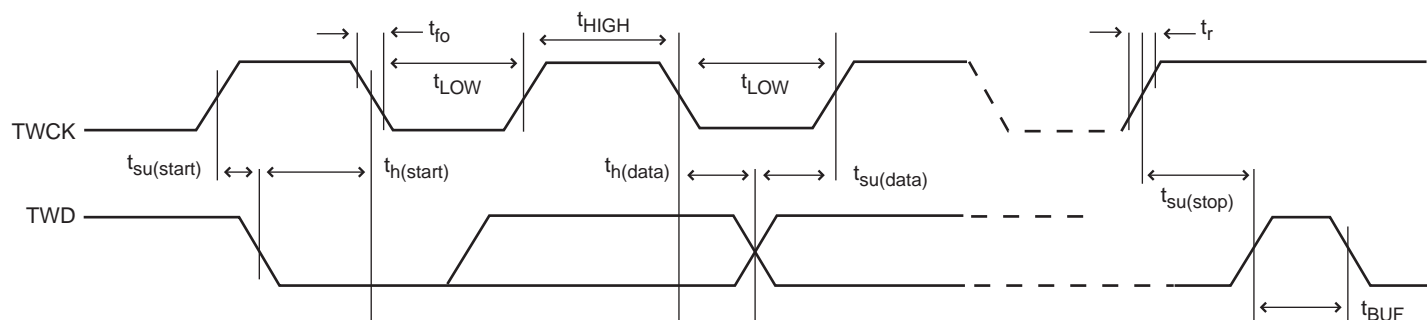 tfo
tHIGH
tr
tLOW
tLOW
TWCK
tsu(start)
th(start)
th(data)
tsu(data)
tsu(stop)
TWD
tBUF